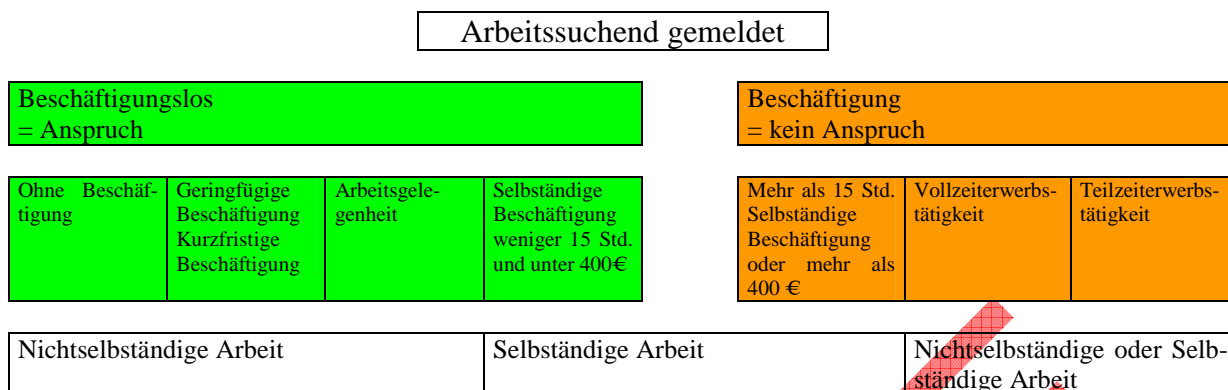 Arbeitssuchend gemeldet
Beschäftigungslos
= Anspruch
Beschäftigung
= kein Anspruch
Ohne Beschäf-
tigung
Geringfügige
Beschäftigung
Kurzfristige
Beschäftigung
Arbeitsgele-
genheit
Selbständige
Beschäftigung
weniger 15 Std.
und unter 400€
Mehr als 15 Std.
Selbständige
Beschäftigung
oder mehr als
400 €
Vollzeiterwerbs-
tätigkeit
Teilzeiterwerbs-
tätigkeit
Nichtselbständige Arbeit
Selbständige Arbeit
Nichtselbständige oder Selb-
ständige Arbeit